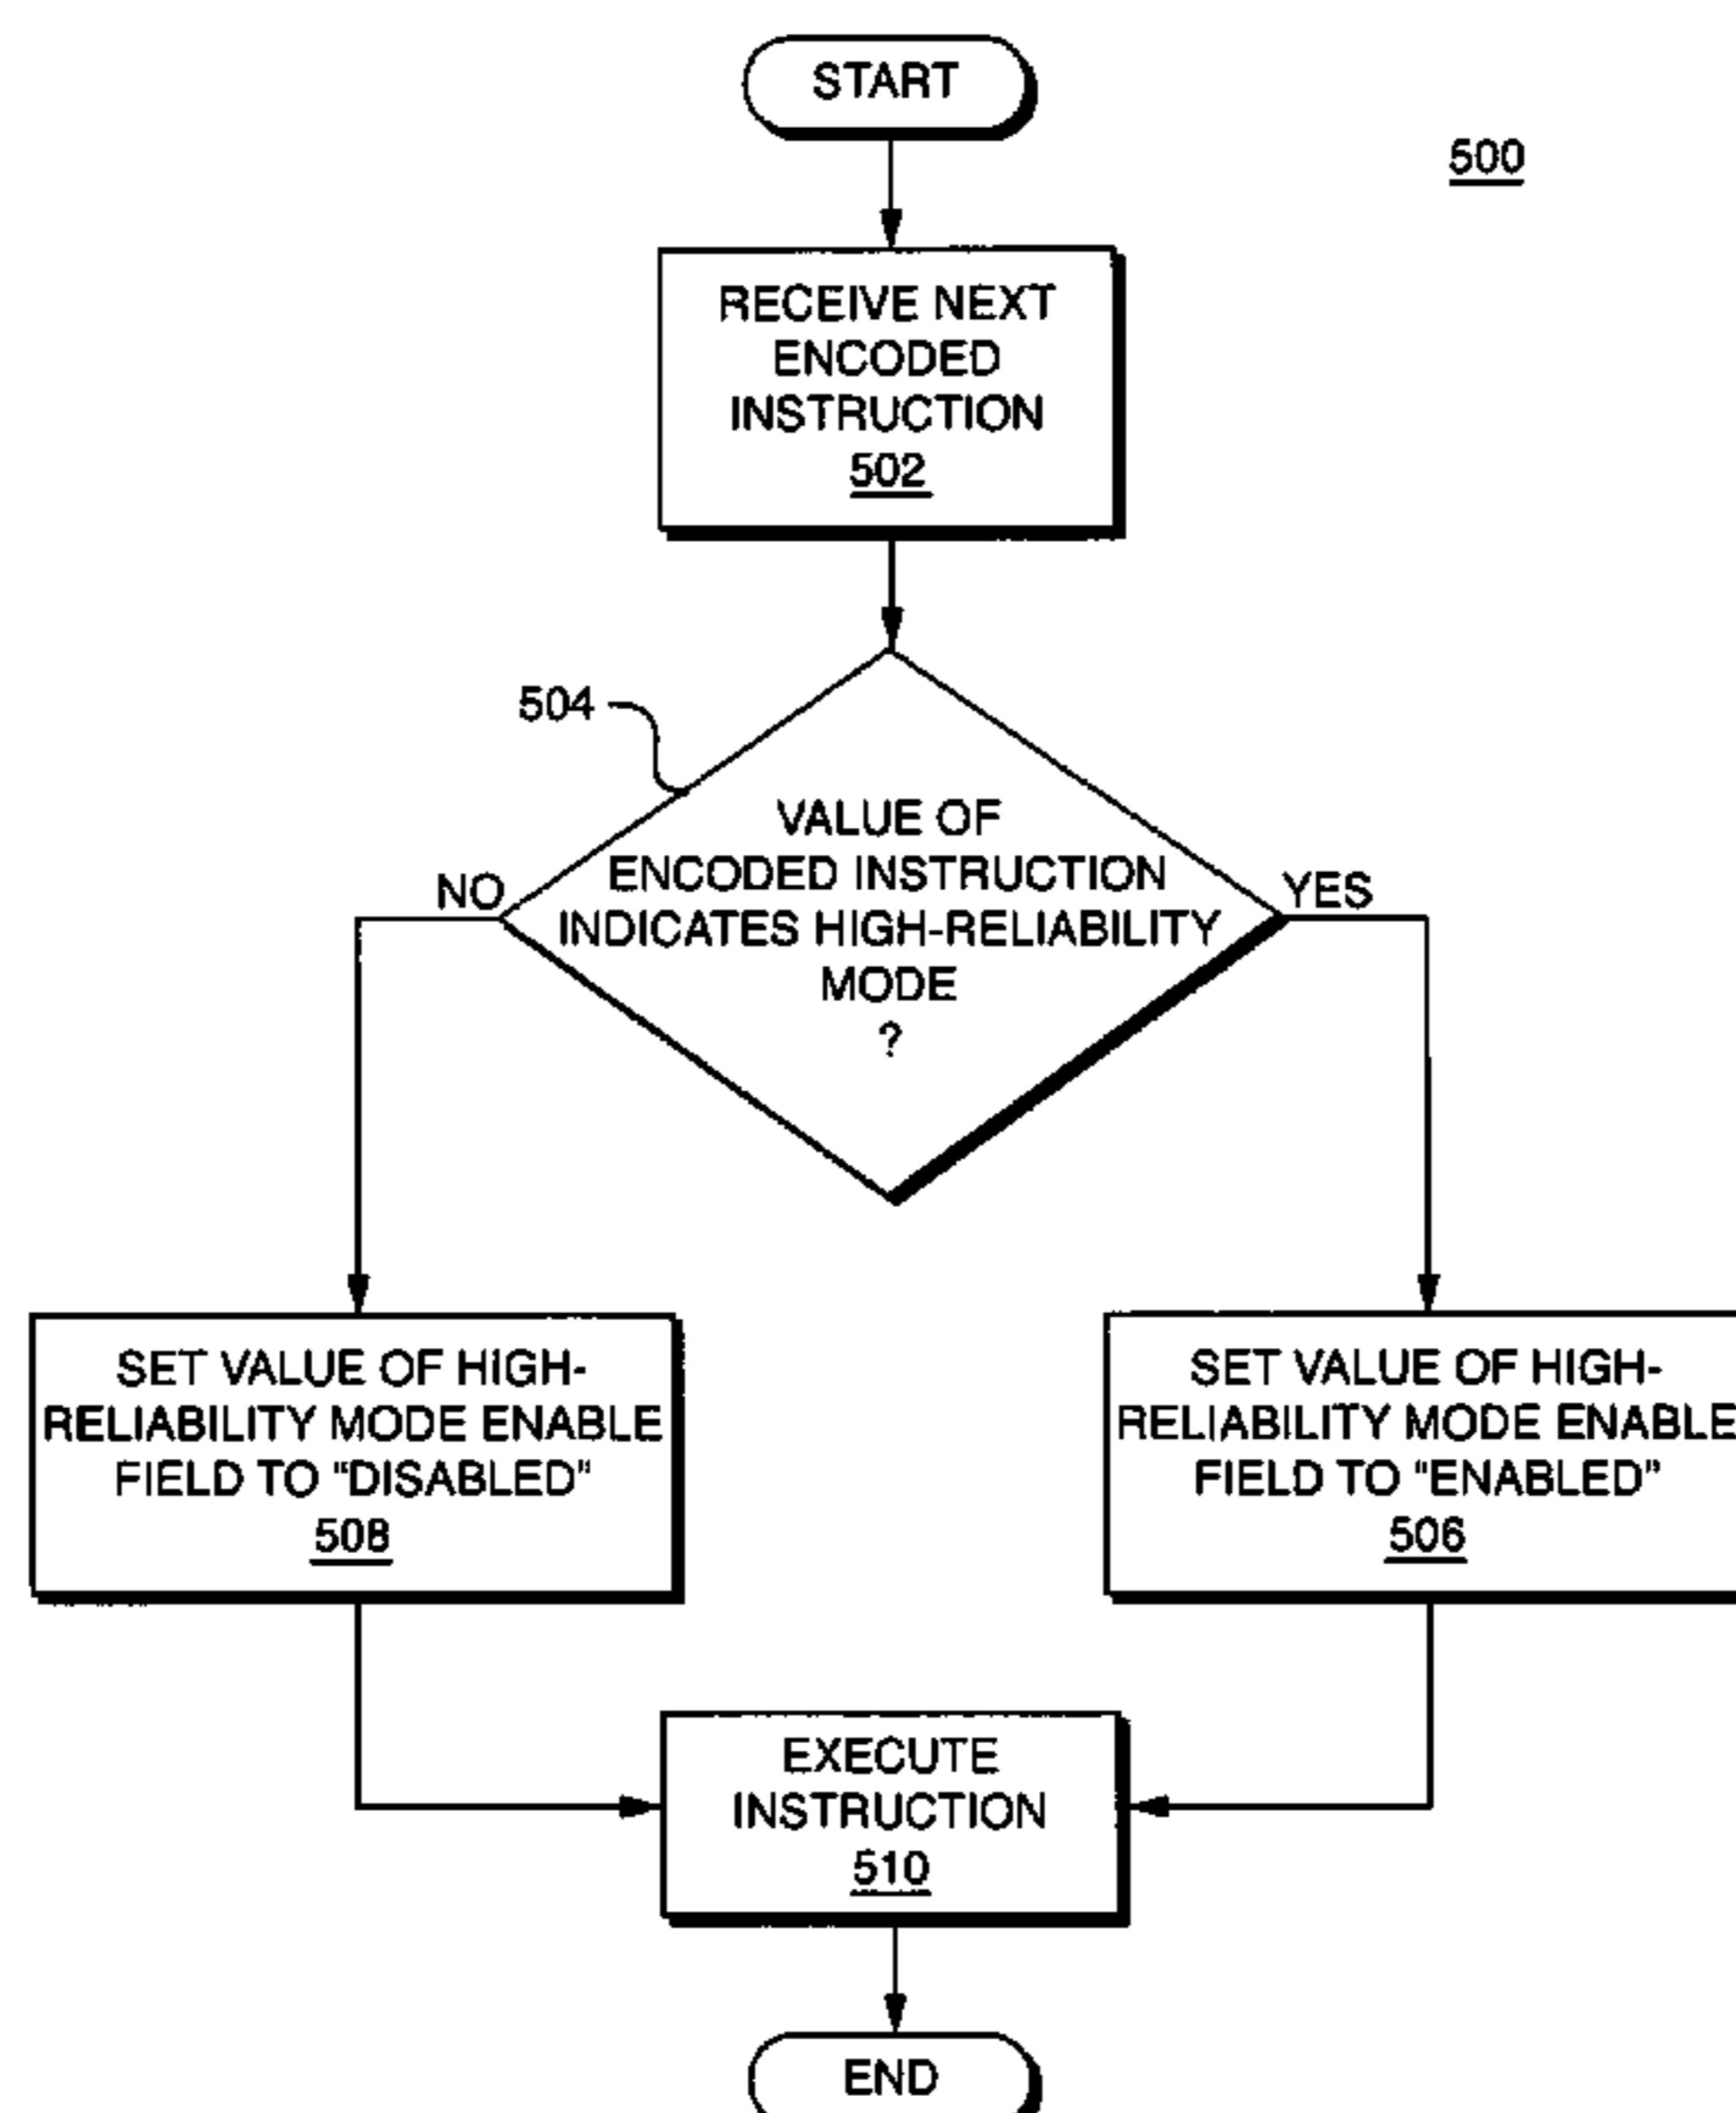 START
500
RECEIVE NEXT
ENCODED
INSTRUCTION
502
504
VALUE OF
ENCODED INSTRUCTION
INDICATES HIGH-RELIABILITY
MODE
?
NO
YES
SET VALUE OF HIGH-
RELIABILITY MODE ENABLE
FIELD TO “DISABLED”
508
SET VALUE OF HIGH-
RELIABILITY MODE ENABLE
FIELD TO “ENABLED”
506
EXECUTE
INSTRUCTION
510
END